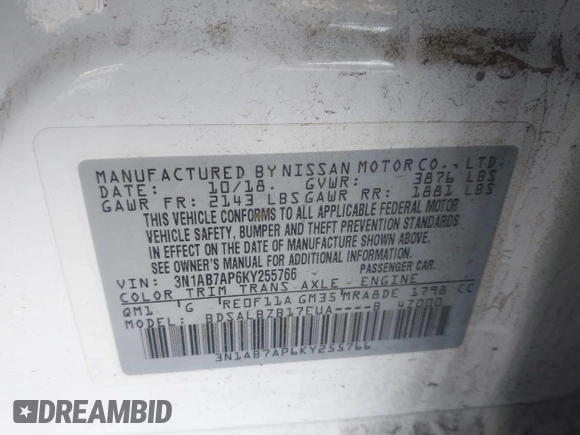 MANUFACTURED BY NISSAN MOTOR CO., LTD.
DATE: 10/18. GVWR: 3876 LBS
GAWR FR: 2143 LBS GAWR RR: 1881 LBS
THIS VEHICLE CONFORMS TO ALL APPLICABLE FEDERAL MOTOR
VEHICLE SAFETY, BUMPER AND THEFT PREVENTION STANDARDS
IN EFFECT ON THE DATE OF MANUFACTURE SHOWN ABOVE.
SEE OWNER'S MANUAL FOR ADDITIONAL INFORMATION.
VIN: 3N1AB7AP6KY255766 PASSENGER CAR
COLOR TRIM TRANS AXLE ENGINE
QM1 G RE0F11A GM35 MRA8DE 1798 CC
MODEL: BDSALBZB17EUA----B 47000
3N1AB7AP6KY255766
DREAMBID